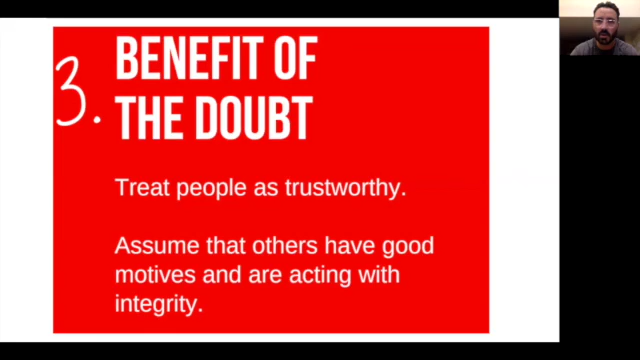 3.
BENEFIT OF
THE DOUBT
Treat people as trustworthy.
Assume that others have good
motives and are acting with
integrity.